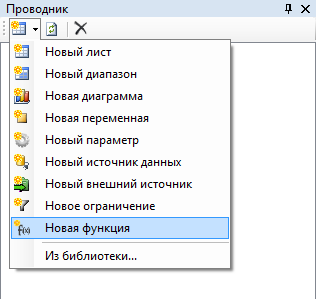 Проводник
Новый лист
Новый диапазон
Новая диаграмма
Новая переменная
Новый параметр
Новый источник данных
Новый внешний источник
Новое ограничение
f(x) Новая функция
Из библиотеки...